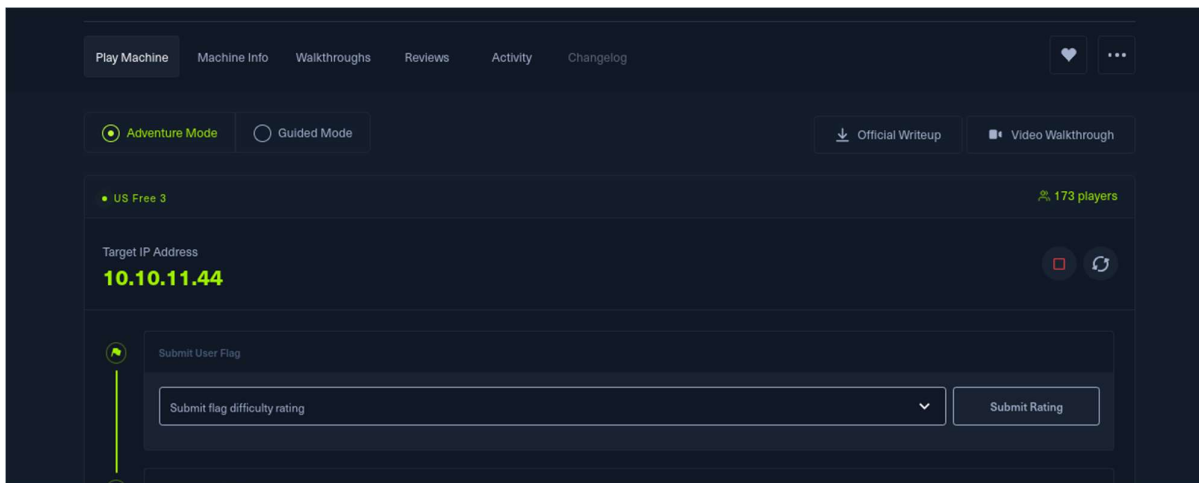 Play Machine Machine Info Walkthroughs Reviews Activity Changelog
Adventure Mode Guided Mode Official Writeup Video Walkthrough
US Free 3 173 players
Target IP Address
10.10.11.44
Submit User Flag
Submit flag difficulty rating Submit Rating